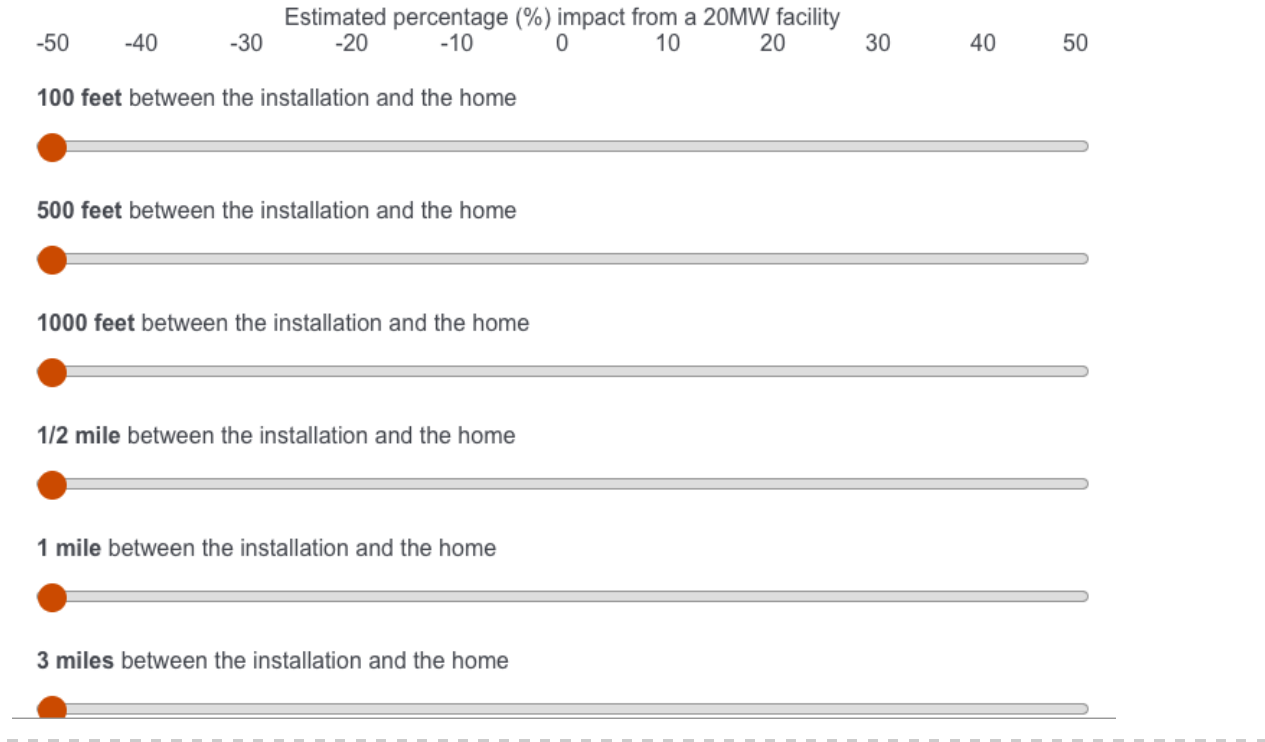 Estimated percentage (%) impact from a 20MW facility
-50 -40 -30 -20 -10 0 10 20 30 40 50
100 feet between the installation and the home
500 feet between the installation and the home
1000 feet between the installation and the home
1/2 mile between the installation and the home
1 mile between the installation and the home
3 miles between the installation and the home